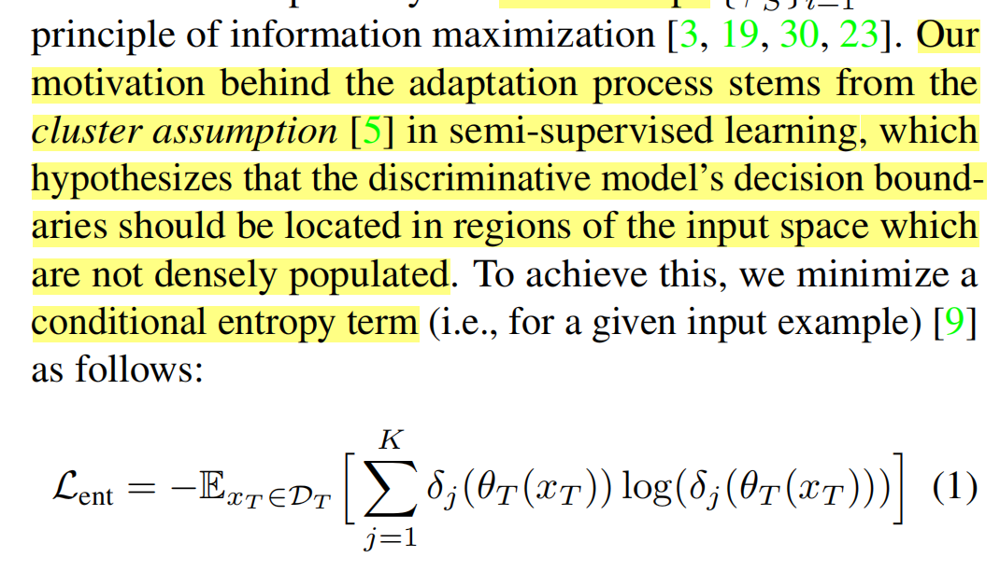 principle of information maximization [3, 19, 30, 23]. Our
motivation behind the adaptation process stems from the
cluster assumption [5] in semi-supervised learning, which
hypothesizes that the discriminative model's decision bound-
aries should be located in regions of the input space which
are not densely populated. To achieve this, we minimize a
conditional entropy term (i.e., for a given input example) [9]
as follows:
$\mathcal{L}_{\text{ent}} = -\mathbb{E}_{x_T \in \mathcal{D}_T} \left[ \sum_{j=1}^{K} \delta_j(\theta_T(x_T)) \log(\delta_j(\theta_T(x_T))) \right]$ (1)